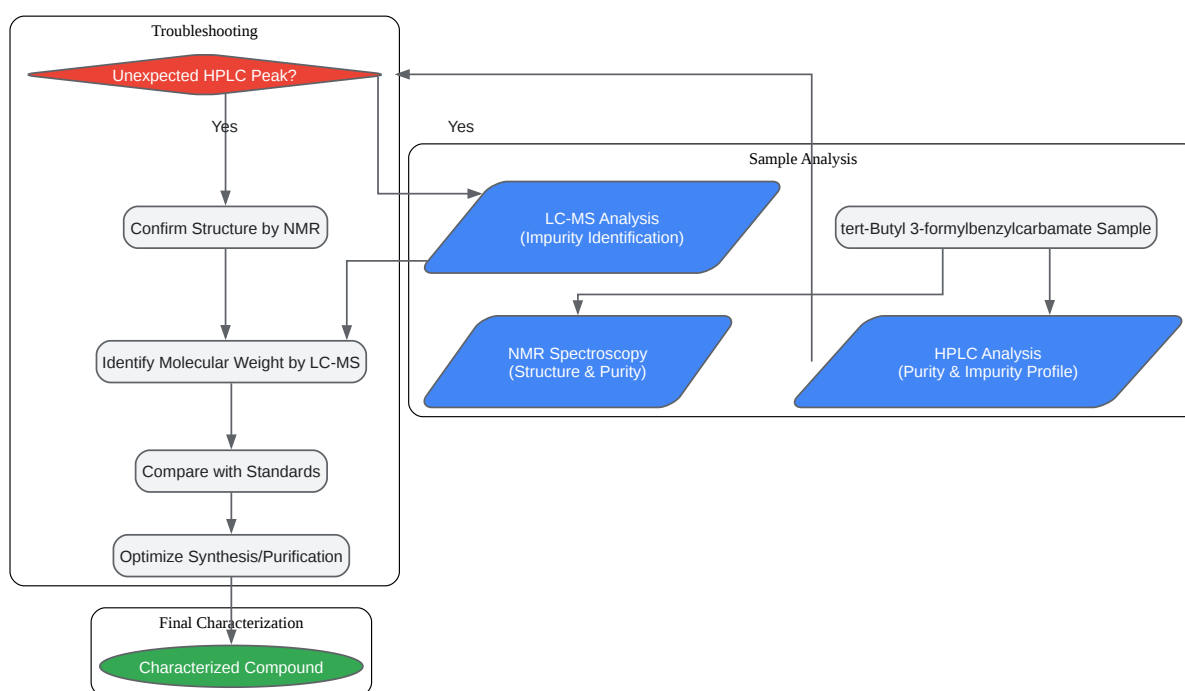 Troubleshooting
Unexpected HPLC Peak?
Yes
Yes
Sample Analysis
LC-MS Analysis
(Impurity Identification)
Confirm Structure by NMR
tert-Butyl 3-formylbenzylcarbamate Sample
Identify Molecular Weight by LC-MS
NMR Spectroscopy
(Structure & Purity)
HPLC Analysis
(Purity & Impurity Profile)
Compare with Standards
Optimize Synthesis/Purification
Final Characterization
Characterized Compound